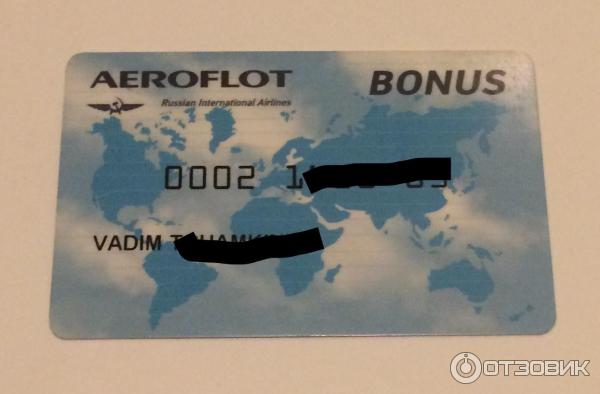 AEROFLOT BONUS
Russian International Airlines
0002 1
VADIM
ОТЗОВИК